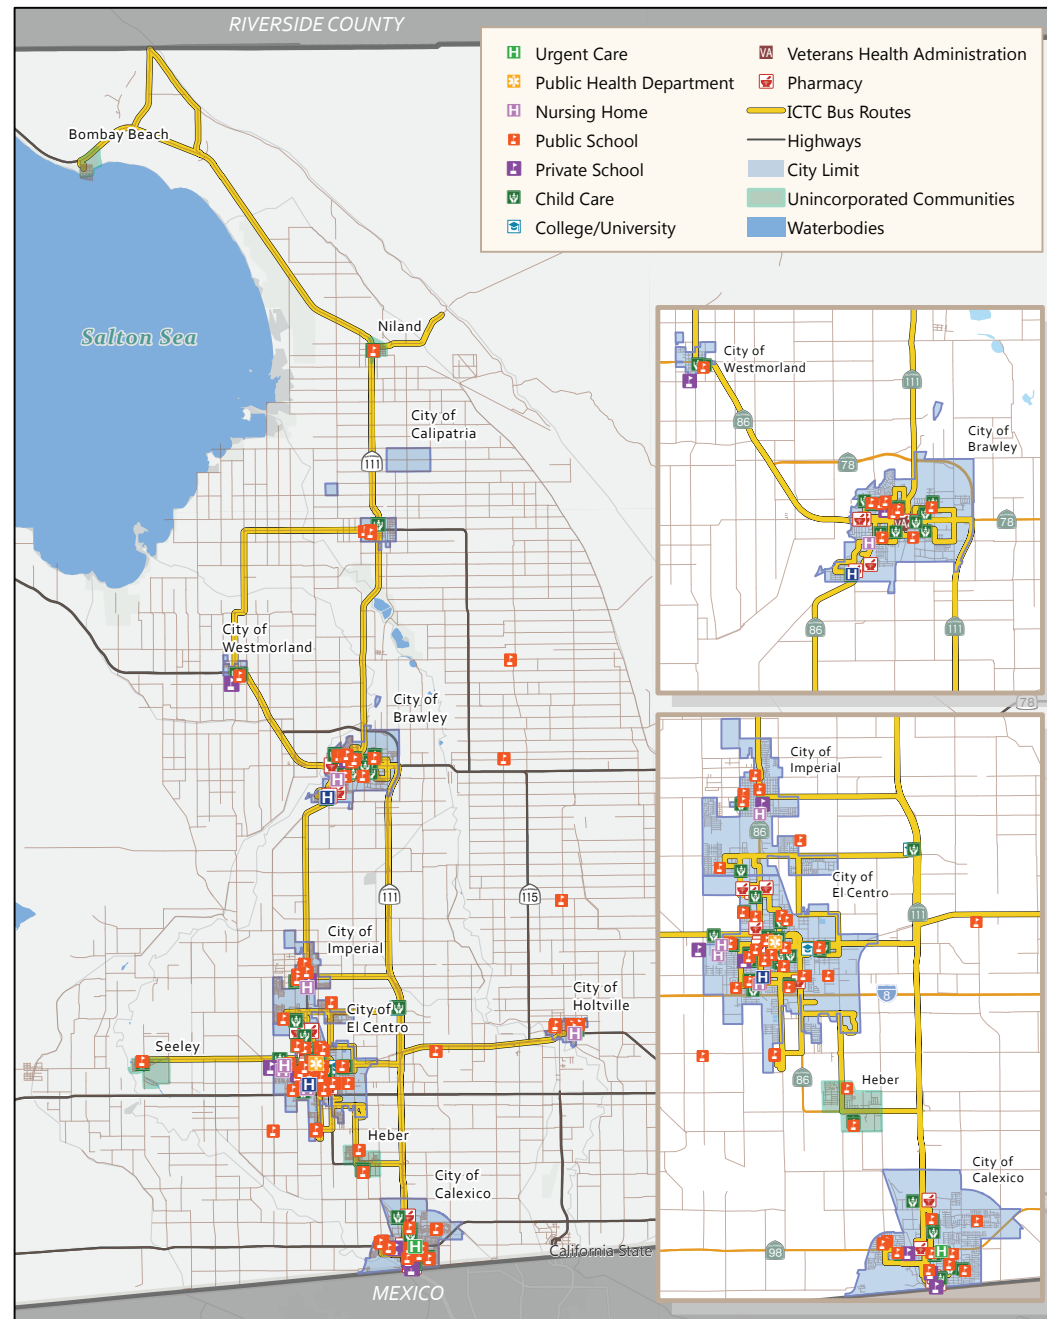 RIVERSIDE COUNTY
Urgent Care
Public Health Department
Nursing Home
Public School
Private School
Child Care
College/University
VA Veterans Health Administration
Pharmacy
ICTC Bus Routes
Highways
City Limit
Unincorporated Communities
Waterbodies
Bombay Beach
Salton Sea
Niland
City of
Calipatria
111
City of
Westmorland
City of
Brawley
111
115
City of
Imperial
City of
El Centro
City of
Holtville
Seeley
Heber
City of
Calexico
California State
MEXICO
City of
Westmorland
111
86
78
City of
Brawley
78
86
111
78
City of
Imperial
86
City of
El Centro
111
8
86
Heber
City of
Calexico
98